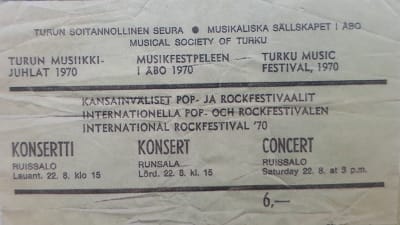 TURUN SOITANNOLLINEN SEURA ● MUSIKALISKA SÄLLSKAPET I ÅBO
MUSICAL SOCIETY OF TURKU
TURUN MUSIIKKI-
JUHLAT 1970
MUSIKFESTPELEEN
I ÅBO 1970
TURKU MUSIC
FESTIVAL, 1970
KANSAINVÄLISET POP- JA ROCKFESTIVAALIT
INTERNATIONELLA POP- OCH ROCKFESTIVALEN
INTERNATIONAL ROCKFESTIVAL '70
KONSERTTI
RUISSALO
Lauant. 22. 8. klo 15
KONSERT
RUNSALA
Lörd. 22. 8. kl. 15
CONCERT
RUISSALO
Saturday 22. 8. at 3 p.m.
6,—